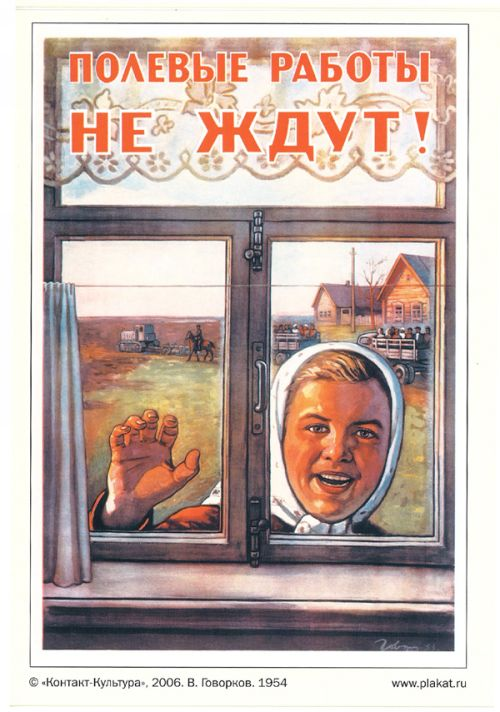 ПОЛЕВЫЕ РАБОТЫ
НЕ ЖДУТ!
© «Контакт-Культура», 2006. В. Говорков. 1954
www.plakat.ru